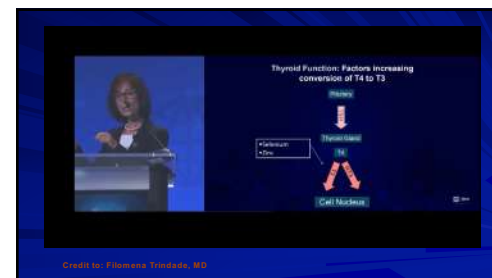 Thyroid Function: Factors increasing
conversion of T4 to T3
Pituitary
Thyroid Gland
•Selenium
•Zinc
T4
Cell Nucleus
Credit to: Filomena Trindade, MD